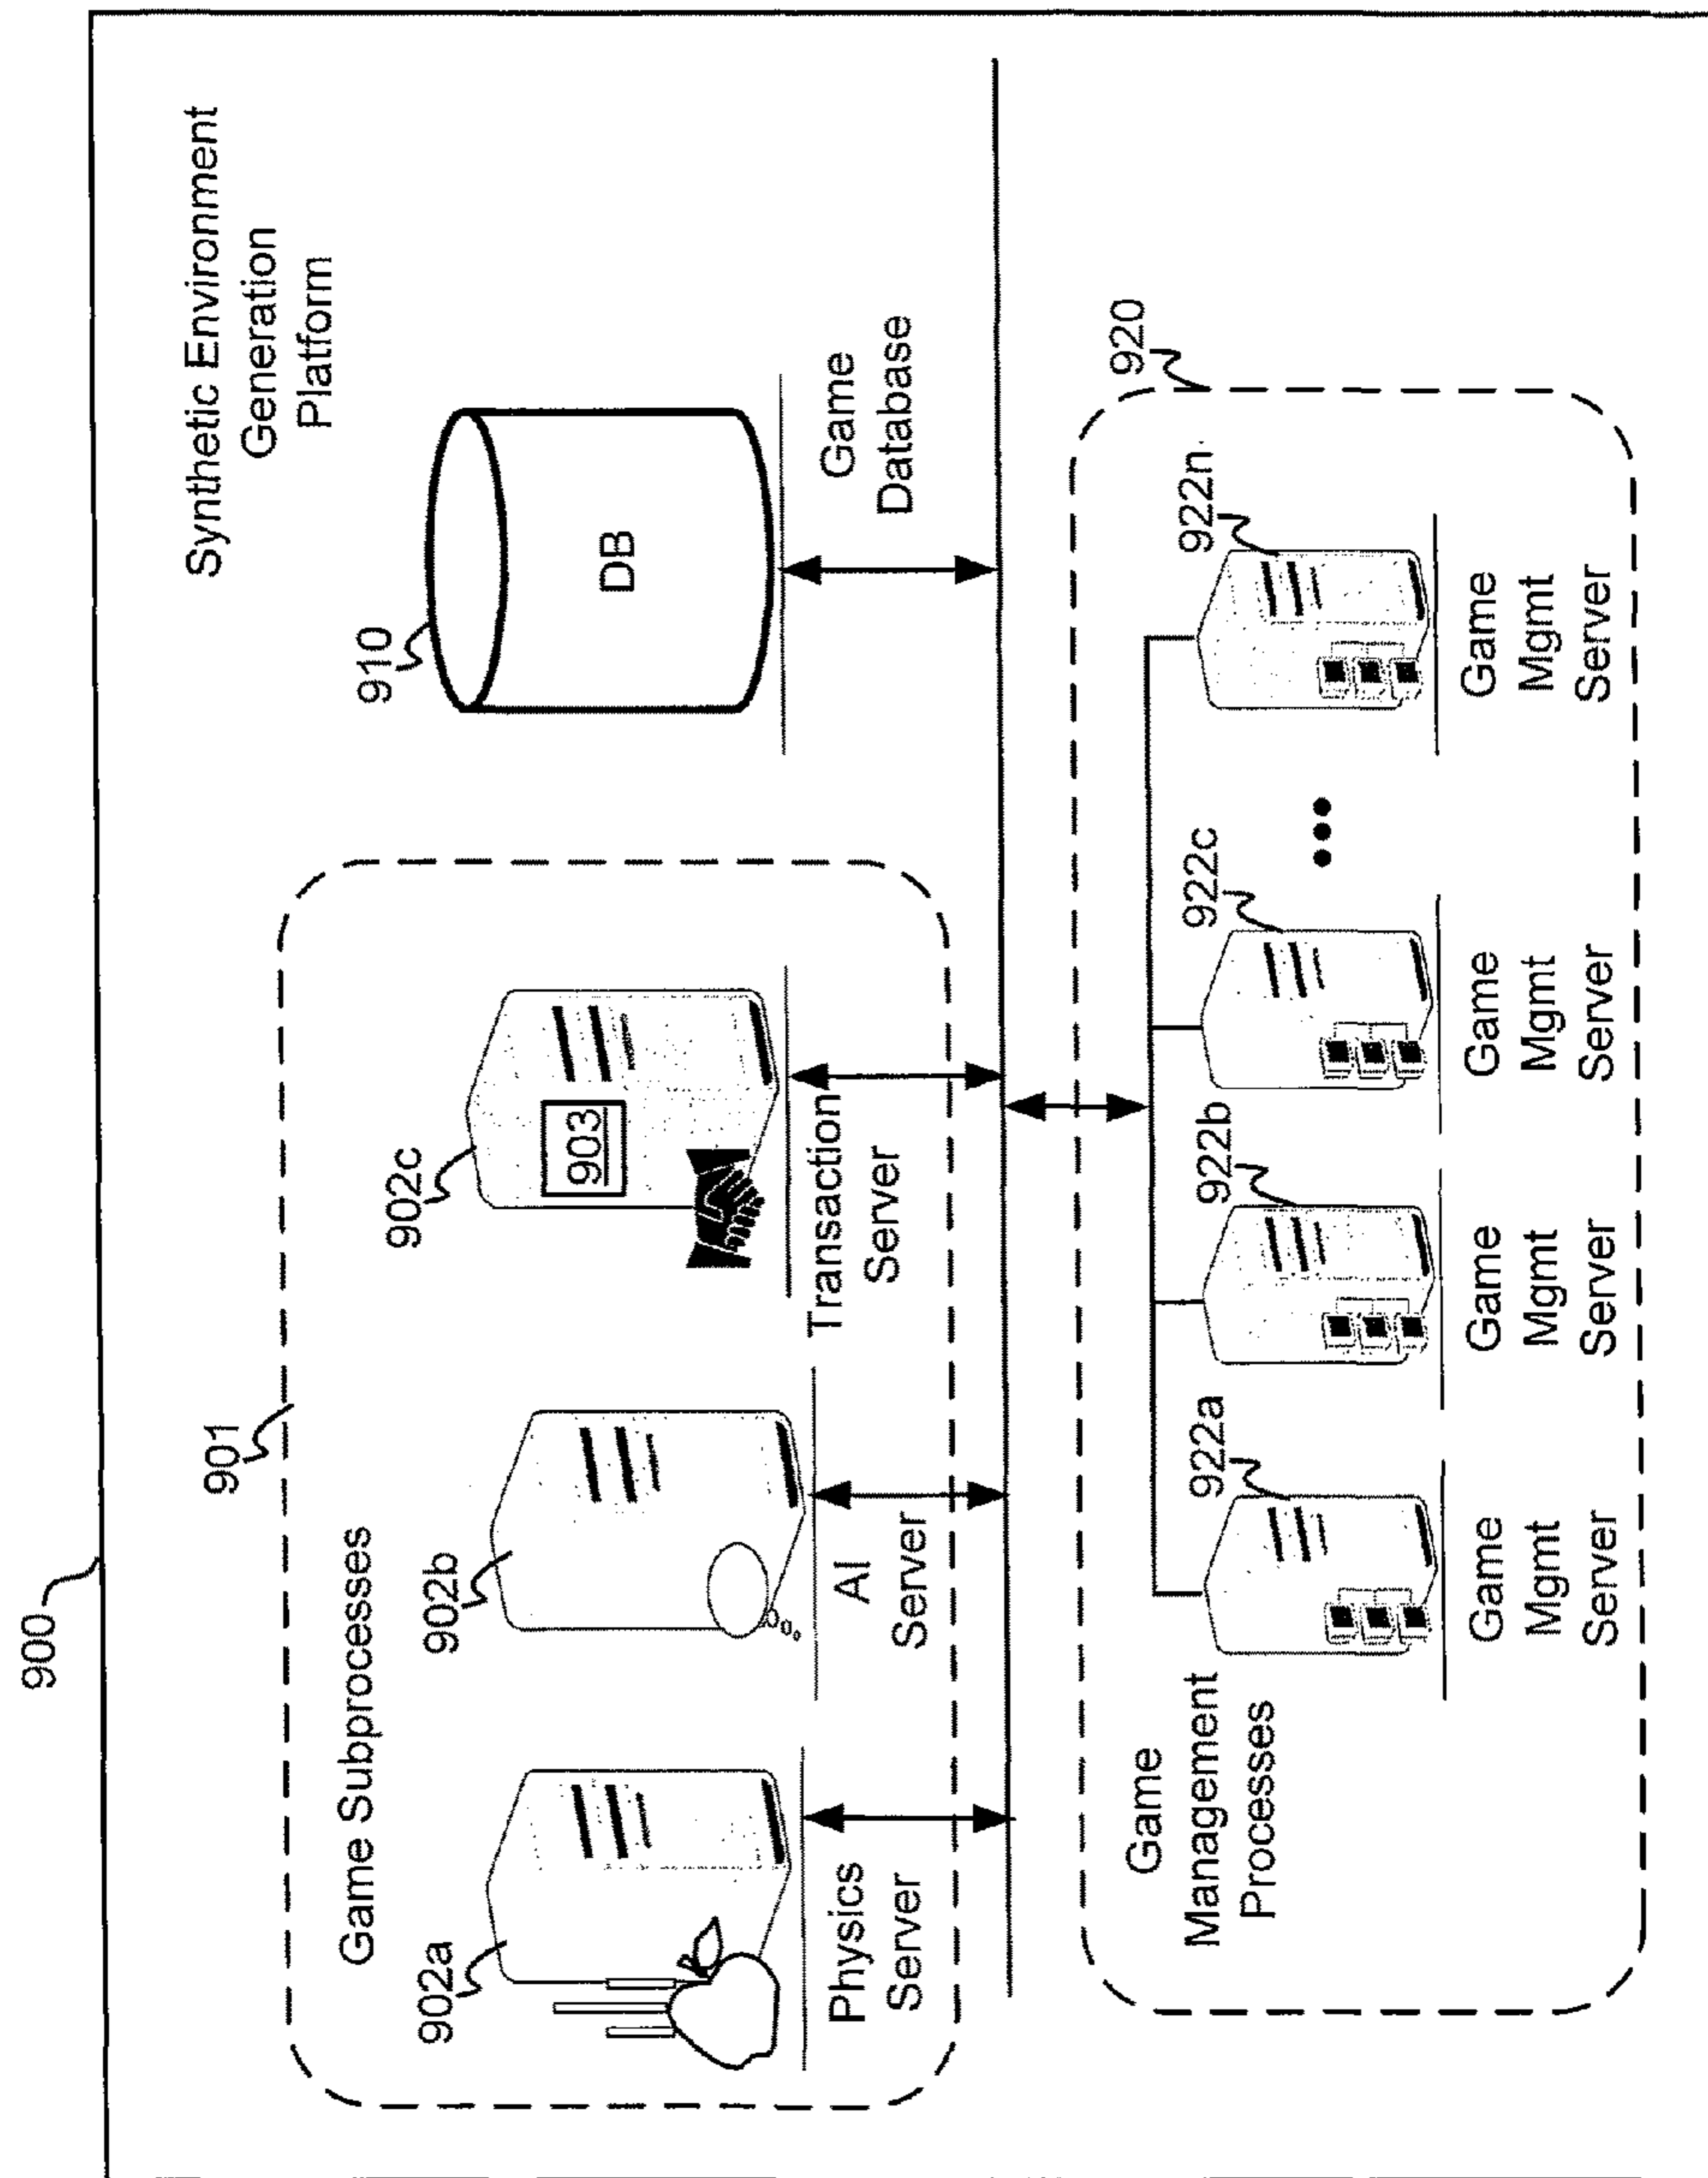 900
Synthetic Environment
Generation
Platform
901
Game Subprocesses
902a
Physics
Server
902b
AI
Server
902c
903
Transaction
Server
910
DB
Game
Database
920
Game
Management
Processes
922a
Game
Mgmt
Server
922b
Game
Mgmt
Server
922c
Game
Mgmt
Server
922n
Game
Mgmt
Server